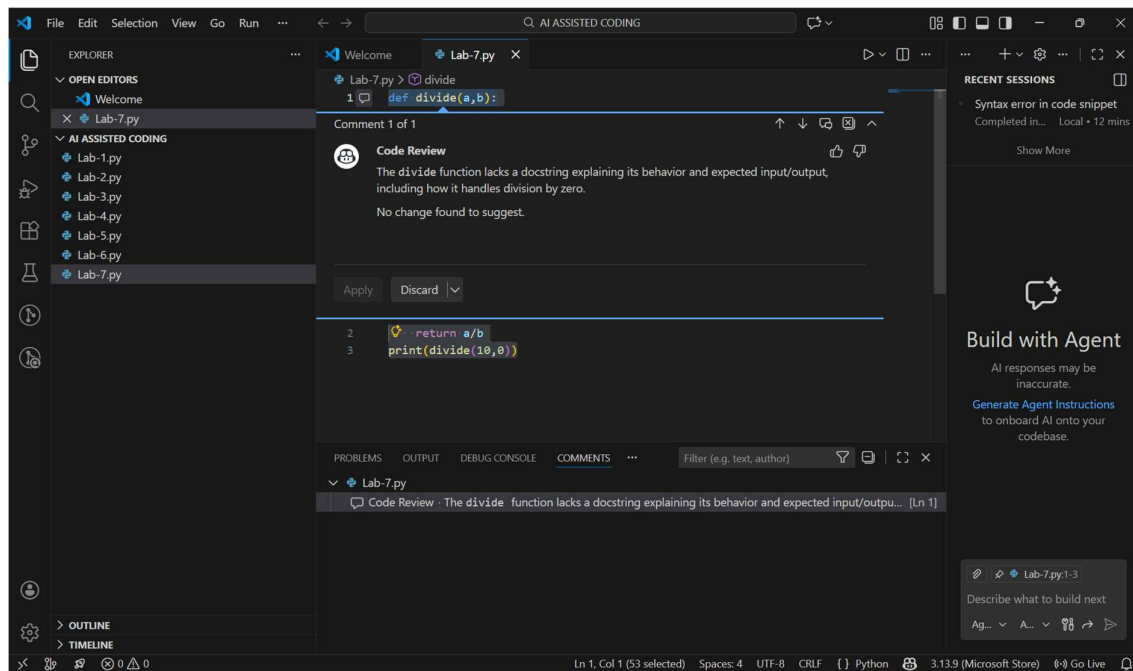 File Edit Selection View Go Run ···
AI ASSISTED CODING
EXPLORER ···
OPEN EDITORS
Welcome
Lab-7.py
AI ASSISTED CODING
Lab-1.py
Lab-2.py
Lab-3.py
Lab-4.py
Lab-5.py
Lab-6.py
Lab-7.py
OUTLINE
TIMELINE
Welcome Lab-7.py
Lab-7.py > divide
1 def divide(a,b):
Comment 1 of 1
Code Review
The divide function lacks a docstring explaining its behavior and expected input/output,
including how it handles division by zero.
No change found to suggest.
Apply Discard
2 return a/b
3 print(divide(10,0))
PROBLEMS OUTPUT DEBUG CONSOLE COMMENTS ··· Filter (e.g. text, author)
Lab-7.py
Code Review · The divide function lacks a docstring explaining its behavior and expected input/outpu... [Ln 1]
RECENT SESSIONS
Syntax error in code snippet
Completed in... Local • 12 mins
Show More
Build with Agent
AI responses may be
inaccurate.
Generate Agent Instructions
to onboard AI onto your
codebase.
Lab-7.py:1-3
Describe what to build next
Ag... A...
0 0 Ln 1, Col 1 (53 selected) Spaces: 4 UTF-8 CRLF { } Python 3.13.9 (Microsoft Store) Go Live